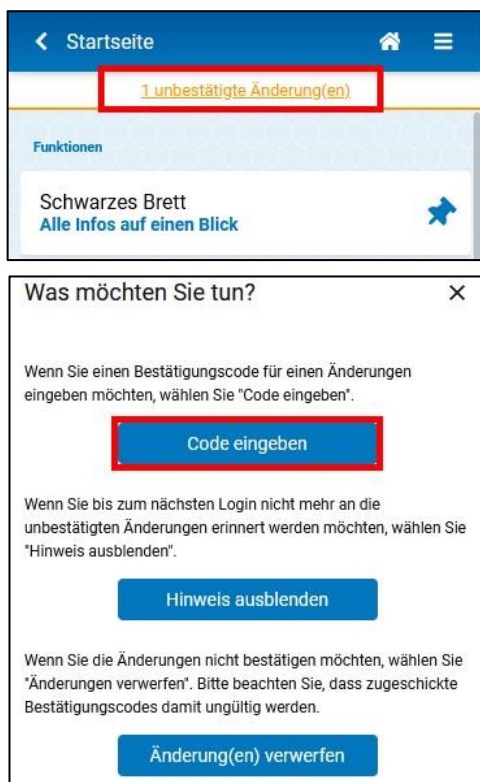 Startseite
1 unbestätigte Änderung(en)
Funktionen
Schwarzes Brett
Alle Infos auf einen Blick
Was möchten Sie tun?
Wenn Sie einen Bestätigungscode für einen Änderungen
eingeben möchten, wählen Sie "Code eingeben".
Code eingeben
Wenn Sie bis zum nächsten Login nicht mehr an die
unbestätigten Änderungen erinnert werden möchten, wählen Sie
"Hinweis ausblenden".
Hinweis ausblenden
Wenn Sie die Änderungen nicht bestätigen möchten, wählen Sie
"Änderungen verwerfen". Bitte beachten Sie, dass zugeschickte
Bestätigungscodes damit ungültig werden.
Änderung(en) verwerfen